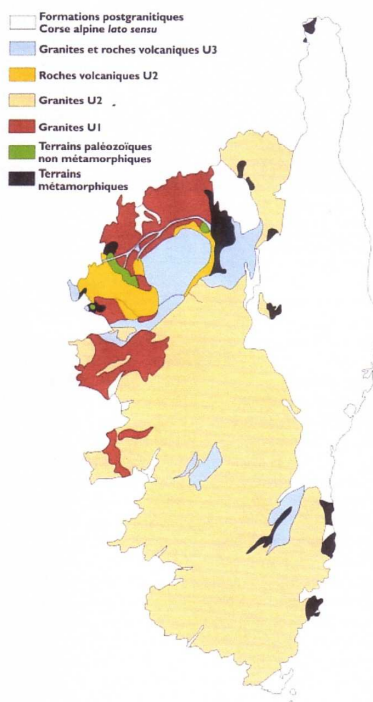 Formations postgranitiques
Corse alpine lato sensu
Granites et roches volcaniques U3
Roches volcaniques U2
Granites U2
Granites U1
Terrains paléozoïques
non métamorphiques
Terrains
métamorphiques